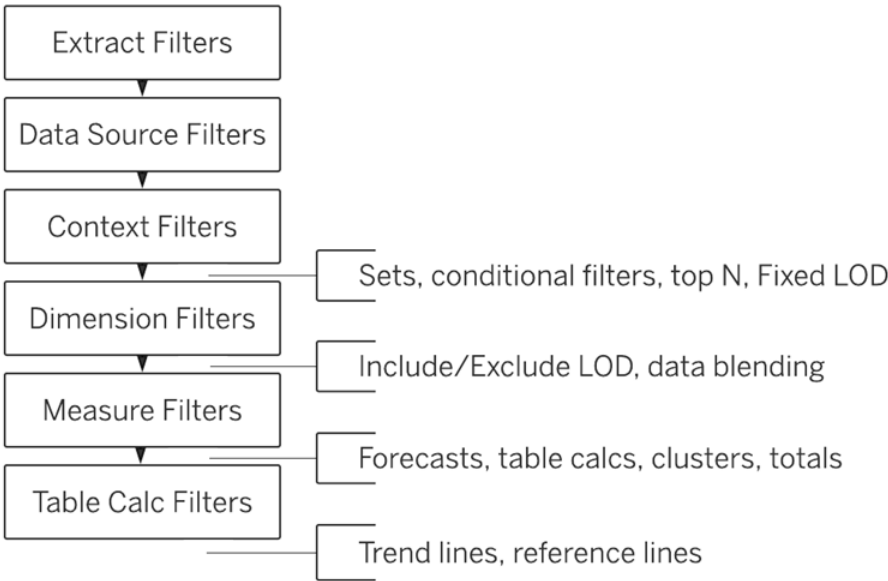 Extract Filters
Data Source Filters
Context Filters
Sets, conditional filters, top N, Fixed LOD
Dimension Filters
Include/Exclude LOD, data blending
Measure Filters
Forecasts, table calcs, clusters, totals
Table Calc Filters
Trend lines, reference lines